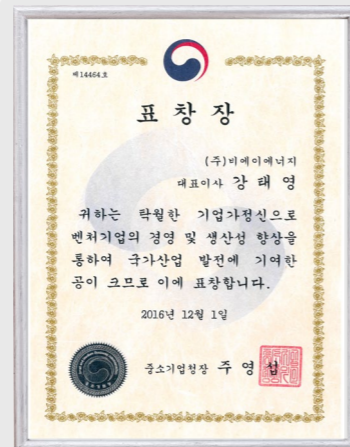 제14464호
표창장
(주)비에이에너지
대표이사 강태영
귀하는 탁월한 기업가정신으로
벤처기업의 경영 및 생산성 향상을
통하여 국가산업 발전에 기여한
공이 크므로 이에 표창합니다.
2016년 12월 1일
중소기업청장 주영섭